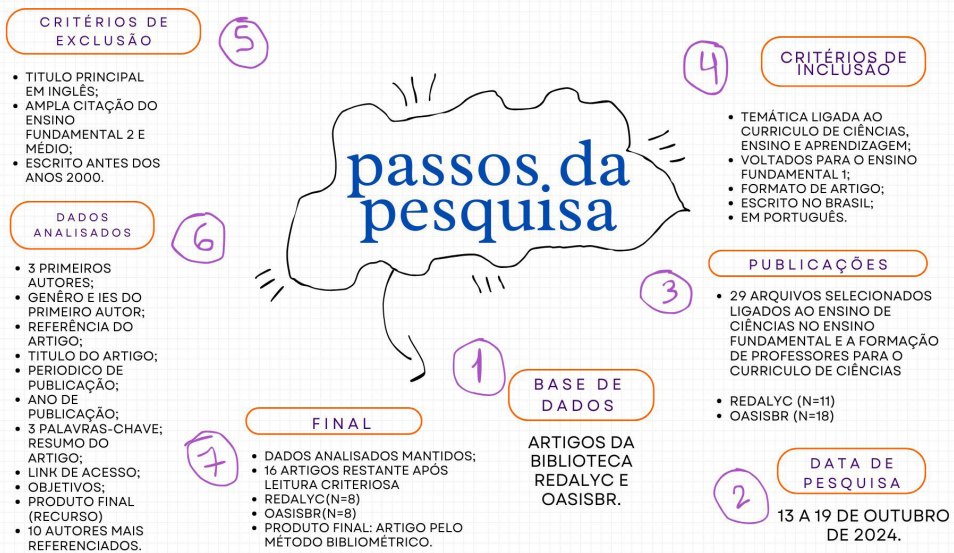 passos da
pesquisa
1
BASE DE
DADOS
ARTIGOS DA
BIBLIOTECA
REDALYC E
OASISBR.
2
DATA DE
PESQUISA
13 A 19 DE OUTUBRO
DE 2024.
3
PUBLICAÇÕES
• 29 ARQUIVOS SELECIONADOS
LIGADOS AO ENSINO DE
CIÊNCIAS NO ENSINO
FUNDAMENTAL E A FORMAÇÃO
DE PROFESSORES PARA O
CURRICULO DE CIÊNCIAS
• REDALYC (N=11)
• OASISBR (N=18)
4
CRITÉRIOS DE
INCLUSÃO
• TEMÁTICA LIGADA AO
CURRICULO DE CIÊNCIAS,
ENSINO E APRENDIZAGEM;
• VOLTADOS PARA O ENSINO
FUNDAMENTAL 1;
• FORMATO DE ARTIGO;
• ESCRITO NO BRASIL;
• EM PORTUGUÊS.
5
CRITÉRIOS DE
EXCLUSÃO
• TITULO PRINCIPAL
EM INGLÊS;
• AMPLA CITAÇÃO DO
ENSINO
FUNDAMENTAL 2 E
MÉDIO;
• ESCRITO ANTES DOS
ANOS 2000.
6
DADOS
ANALISADOS
• 3 PRIMEIROS
AUTORES;
• GENÊRO E IES DO
PRIMEIRO AUTOR;
• REFERÊNCIA DO
ARTIGO;
• TITULO DO ARTIGO;
• PERIODICO DE
PUBLICAÇÃO;
• ANO DE
PUBLICAÇÃO;
• 3 PALAVRAS-CHAVE;
RESUMO DO
ARTIGO;
• LINK DE ACESSO;
• OBJETIVOS;
• PRODUTO FINAL
(RECURSO)
• 10 AUTORES MAIS
REFERENCIADOS.
7
FINAL
• DADOS ANALISADOS MANTIDOS;
• 16 ARTIGOS RESTANTE APÓS
LEITURA CRITERIOSA
• REDALYC(N=8)
• OASISBR(N=8)
• PRODUTO FINAL: ARTIGO PELO
MÉTODO BIBLIOMÉTRICO.